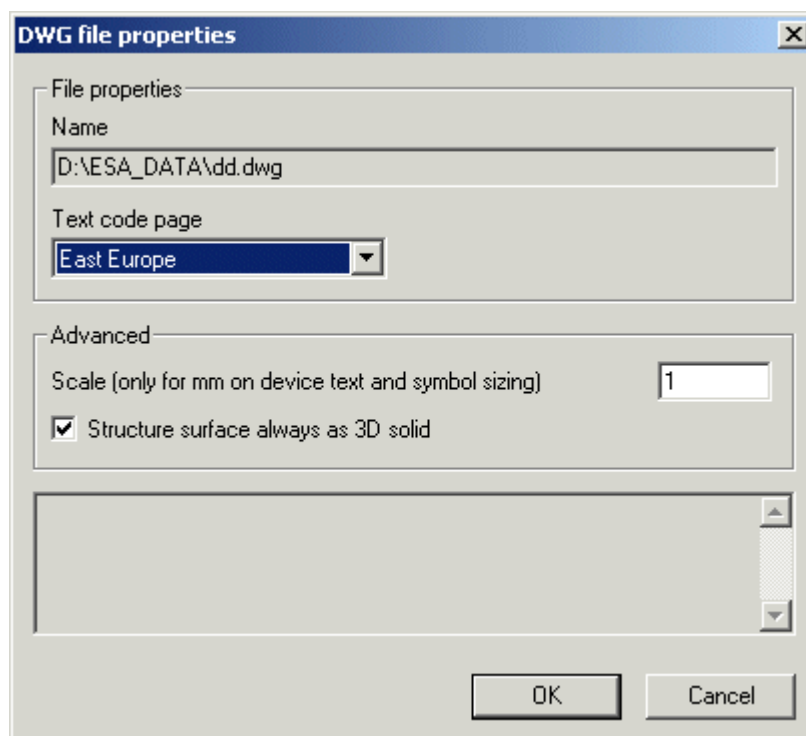 DWG file properties
File properties
Name
D:\ESA_DATA\dd.dwg
Text code page
East Europe
Advanced
Scale (only for mm on device text and symbol sizing) 1
Structure surface always as 3D solid
OK Cancel